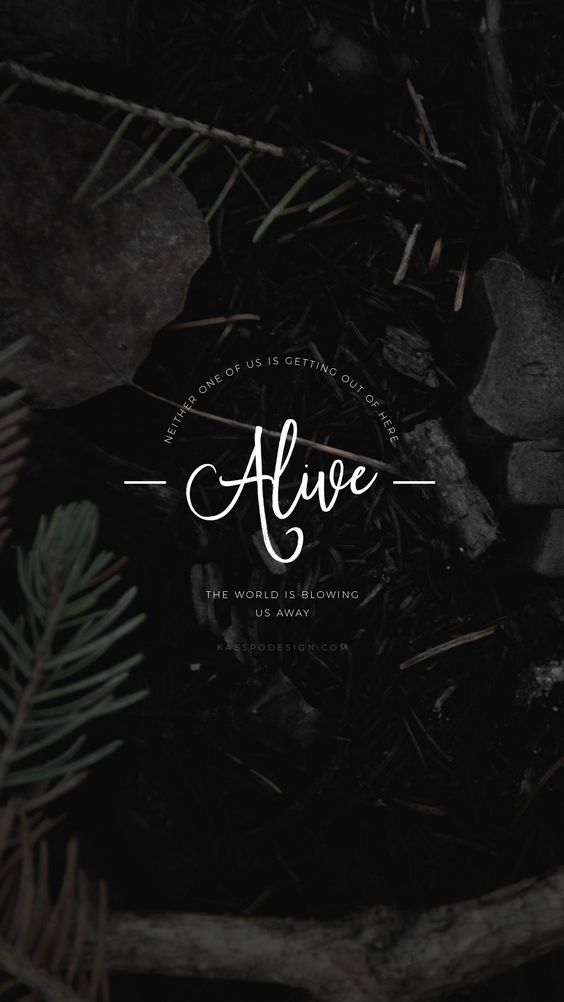 NEITHER ONE OF US IS GETTING OUT OF HERE
Alive
THE WORLD IS BLOWING
US AWAY
KAESPODESIGN.COM